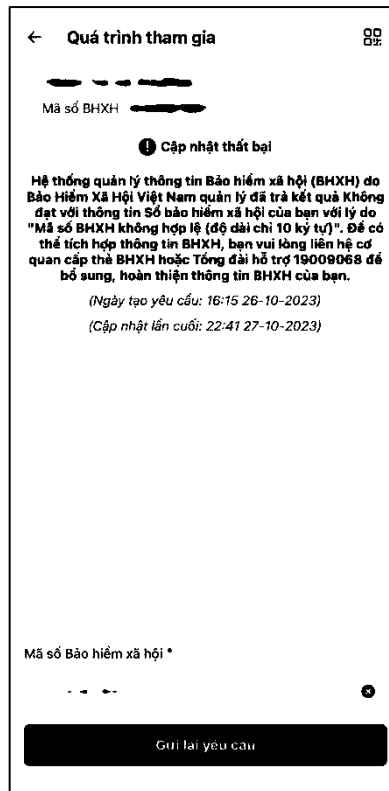 Quá trình tham gia
Mã số BHXH
Cập nhật thất bại
Hệ thống quản lý thông tin Bảo hiểm xã hội (BHXH) do
Bảo Hiểm Xã Hội Việt Nam quản lý đã trả kết quả Không
đạt với thông tin Sổ bảo hiểm xã hội của bạn với lý do
"Mã số BHXH không hợp lệ (độ dài chỉ 10 ký tự)". Để có
thể tích hợp thông tin BHXH, bạn vui lòng liên hệ cơ
quan cấp thẻ BHXH hoặc Tổng đài hỗ trợ 19009068 để
bổ sung, hoàn thiện thông tin BHXH của bạn.
(Ngày tạo yêu cầu: 16:15 26-10-2023)
(Cập nhật lần cuối: 22:41 27-10-2023)
Mã số Bảo hiểm xã hội *
Gửi lại yêu cầu